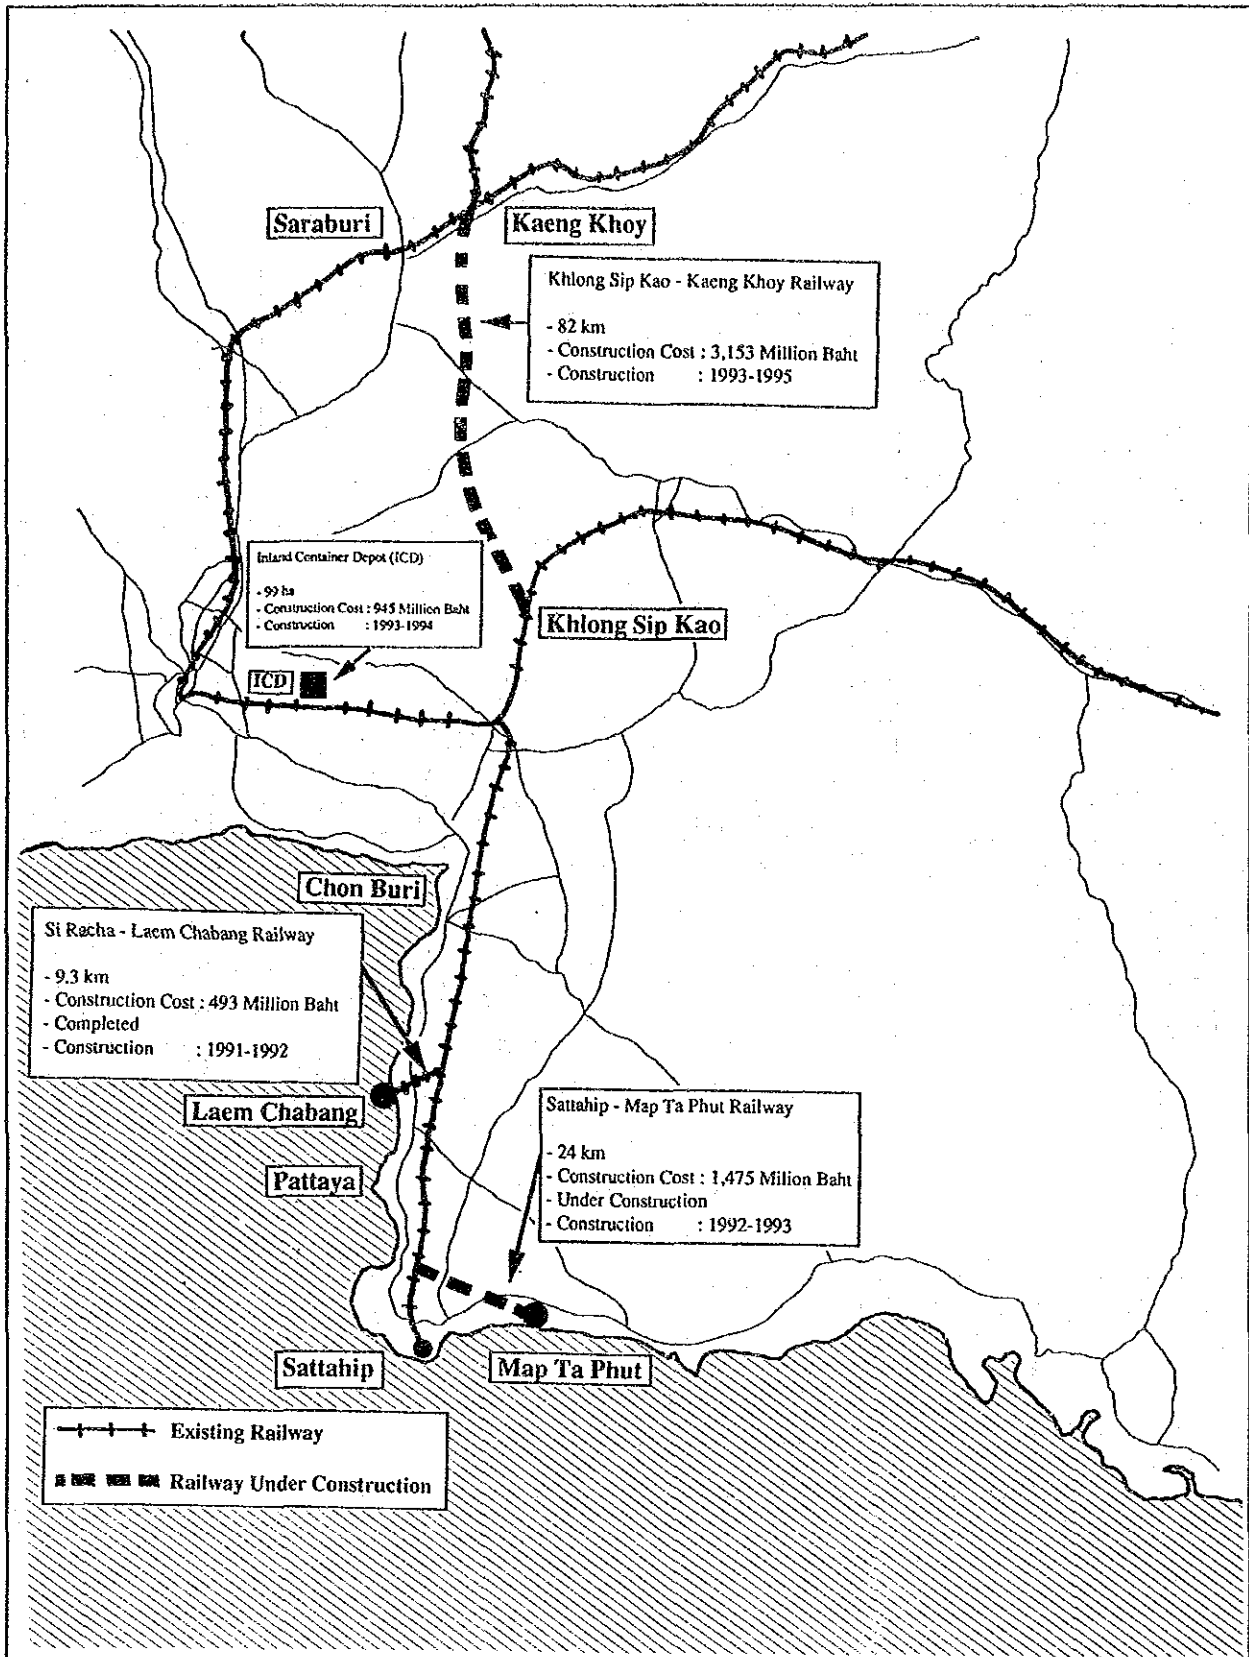 Saraburi
Kaeng Khoy
Khlong Sip Kao - Kaeng Khoy Railway
- 82 km
- Construction Cost : 3,153 Million Baht
- Construction : 1993-1995
Inland Container Depot (ICD)
- 99 ha
- Construction Cost : 945 Million Baht
- Construction : 1993-1994
Khlong Sip Kao
ICD
Chon Buri
Si Racha - Laem Chabang Railway
- 9.3 km
- Construction Cost : 493 Million Baht
- Completed
- Construction : 1991-1992
Laem Chabang
Sattahip - Map Ta Phut Railway
- 24 km
- Construction Cost : 1,475 Milion Baht
- Under Construction
- Construction : 1992-1993
Pattaya
Sattahip
Map Ta Phut
Existing Railway
Railway Under Construction